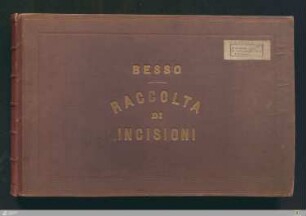 BESSO
RACCOLTA
DI
INCISIONI